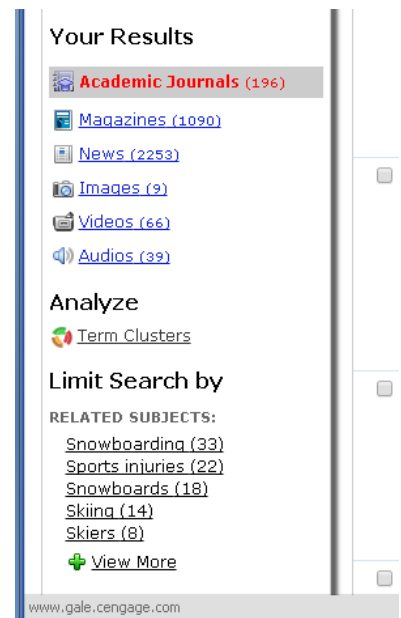 Your Results
Academic Journals (196)
Magazines (1090)
News (2253)
Images (9)
Videos (66)
Audios (39)
Analyze
Term Clusters
Limit Search by
RELATED SUBJECTS:
Snowboarding (33)
Sports injuries (22)
Snowboards (18)
Skiing (14)
Skiers (8)
View More
www.gale.cengage.com